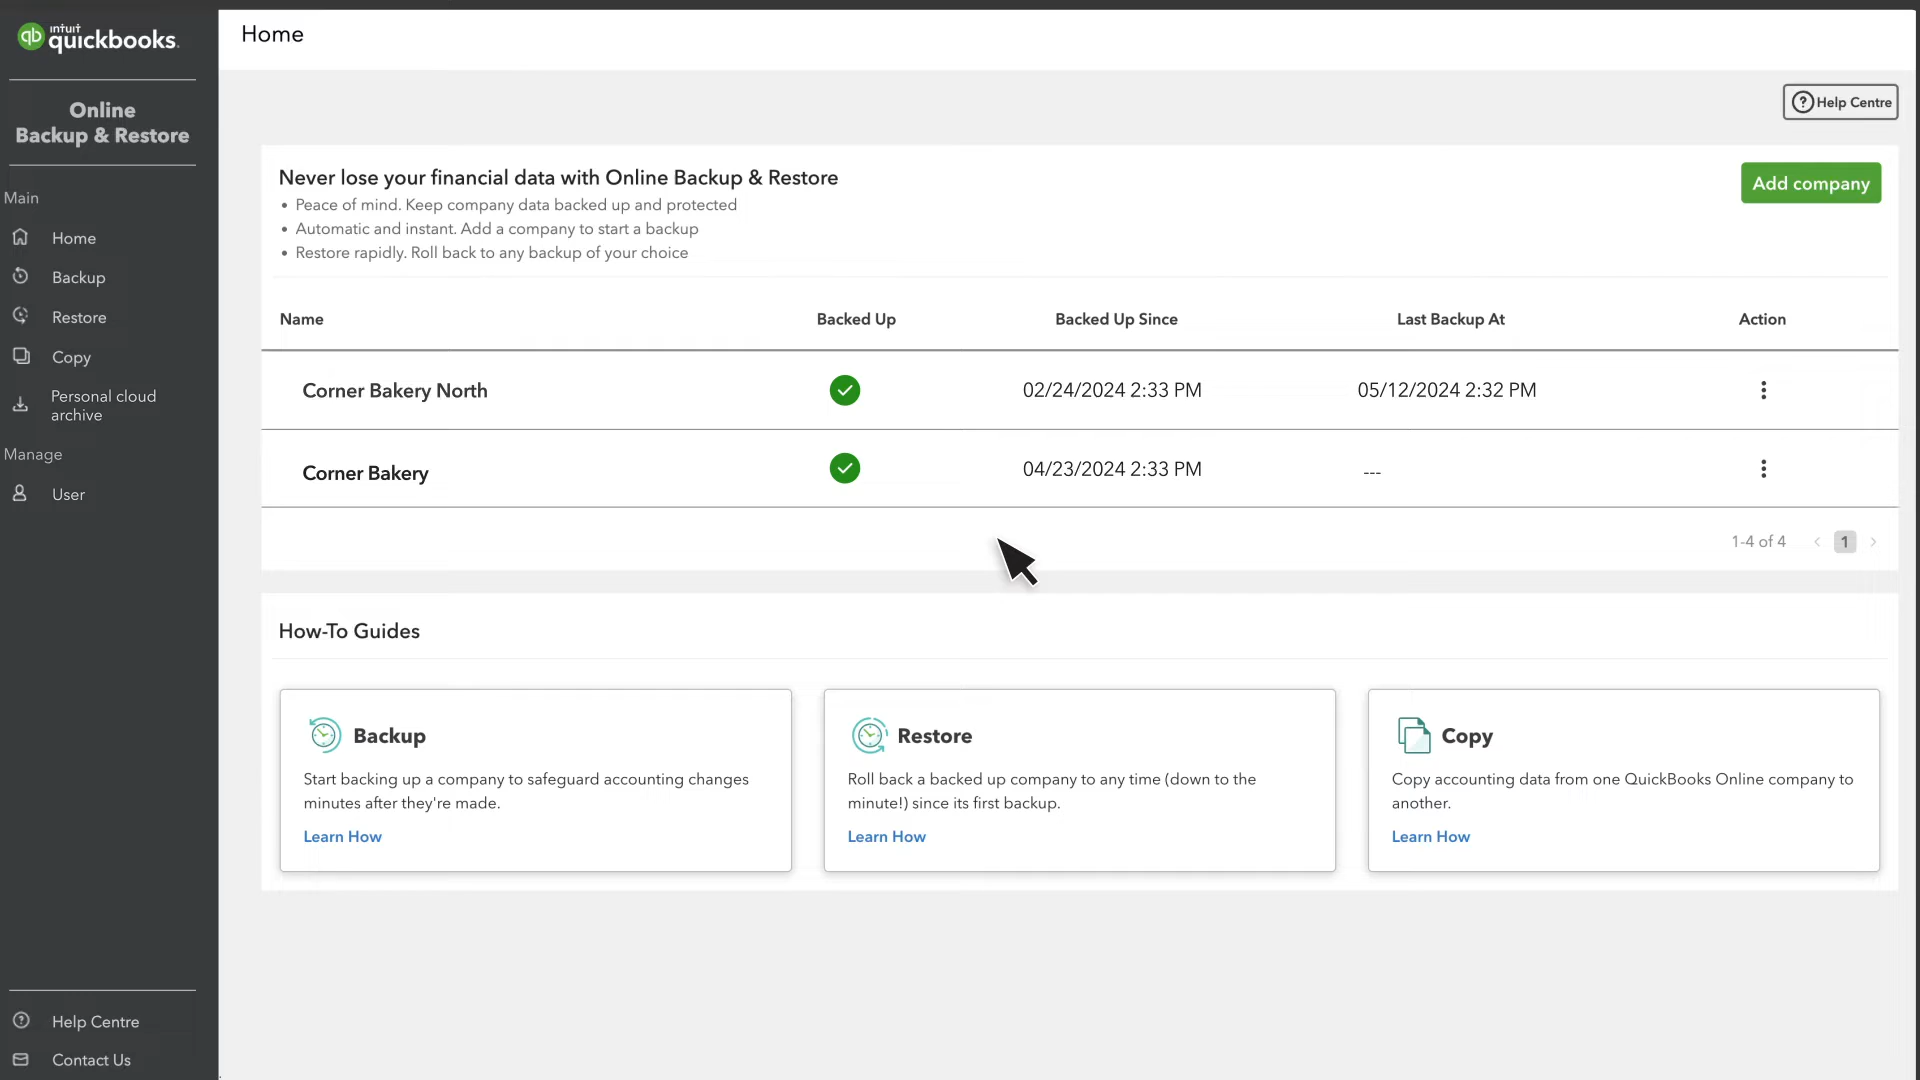 intuit
quickbooks.
Online
Backup & Restore
Main
Home
Backup
Restore
Copy
Personal cloud
archive
Manage
User
Help Centre
Contact Us
Home
Help Centre
Never lose your financial data with Online Backup & Restore
• Peace of mind. Keep company data backed up and protected
• Automatic and instant. Add a company to start a backup
• Restore rapidly. Roll back to any backup of your choice
Add company
Name Backed Up Backed Up Since Last Backup At Action
Corner Bakery North 02/24/2024 2:33 PM 05/12/2024 2:32 PM
Corner Bakery 04/23/2024 2:33 PM ---
1-4 of 4 < 1 >
How-To Guides
Backup
Start backing up a company to safeguard accounting changes
minutes after they're made.
Learn How
Restore
Roll back a backed up company to any time (down to the
minute!) since its first backup.
Learn How
Copy
Copy accounting data from one QuickBooks Online company to
another.
Learn How